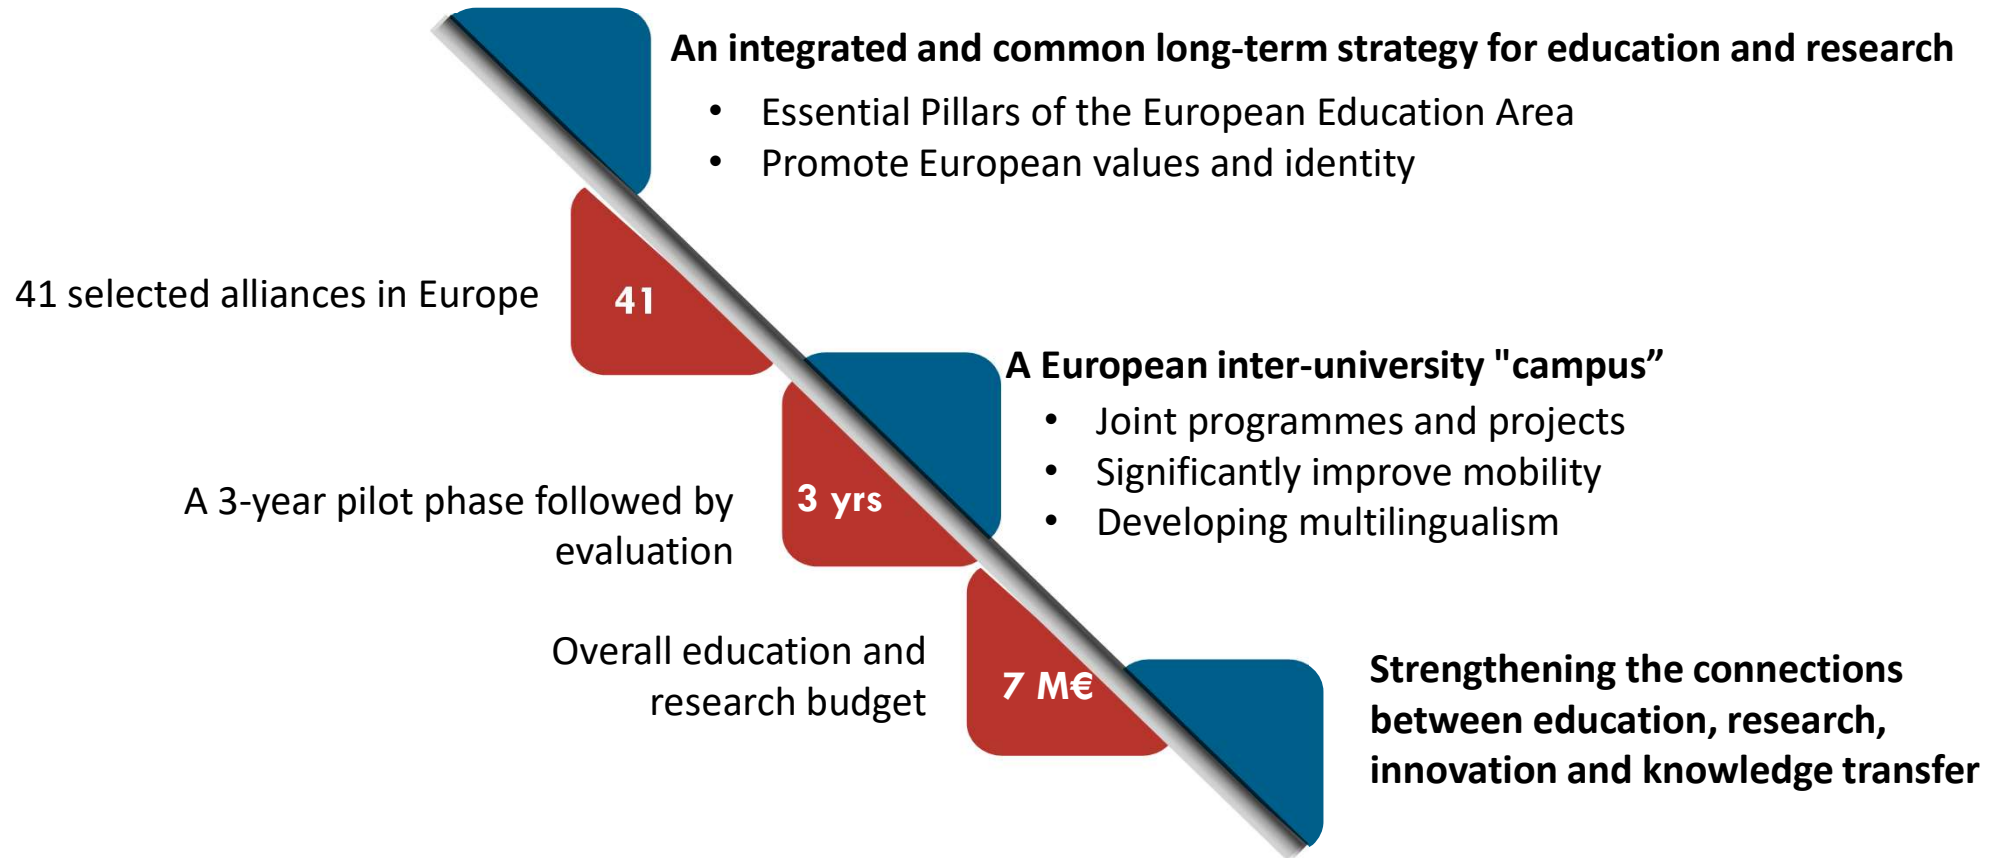 An integrated and common long-term strategy for education and research
• Essential Pillars of the European Education Area
• Promote European values and identity
41 selected alliances in Europe
41
A European inter-university "campus”
• Joint programmes and projects
• Significantly improve mobility
• Developing multilingualism
A 3-year pilot phase followed by
evaluation
3 yrs
Overall education and
research budget
7 M€
Strengthening the connections
between education, research,
innovation and knowledge transfer